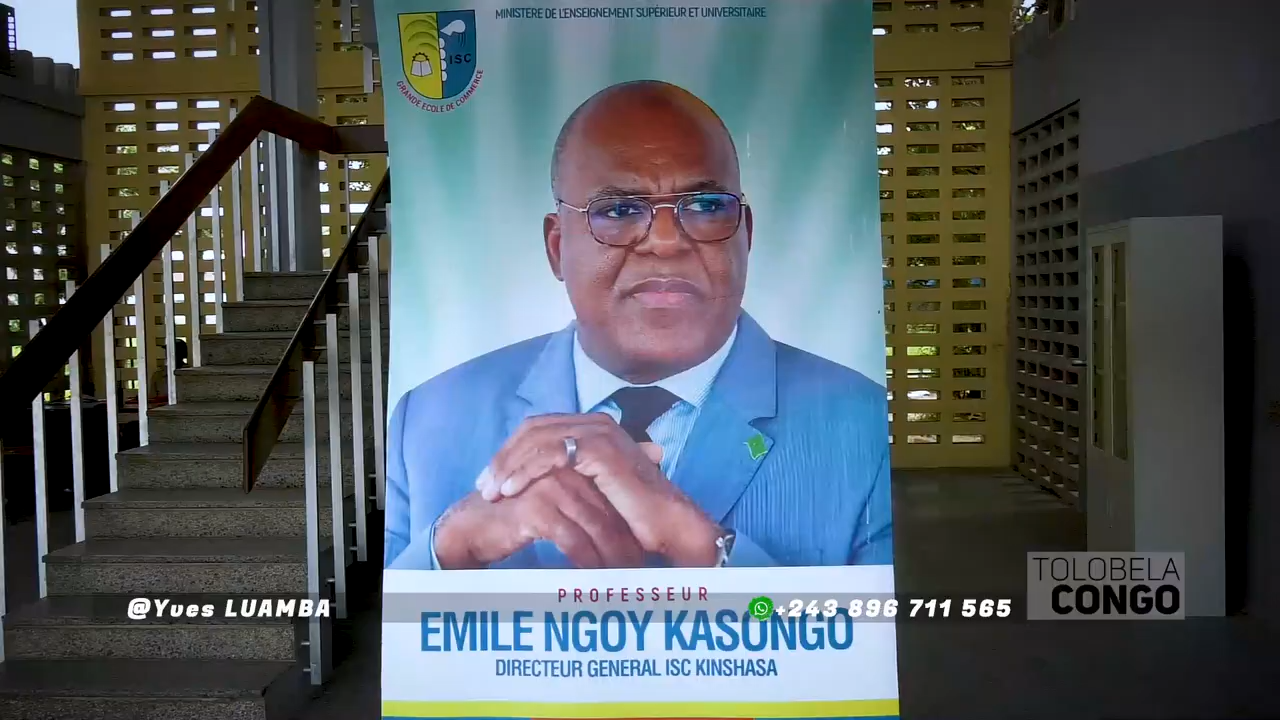 MINISTÈRE DE L'ENSEIGNEMENT SUPÉRIEUR ET UNIVERSITAIRE
ISC
GRANDE ECOLE DE COMMERCE
PROFESSEUR
EMILE NGOY KASONGO
DIRECTEUR GENERAL ISC KINSHASA
@Yves LUAMBA
+243 896 711 565
TOLOBELA
CONGO